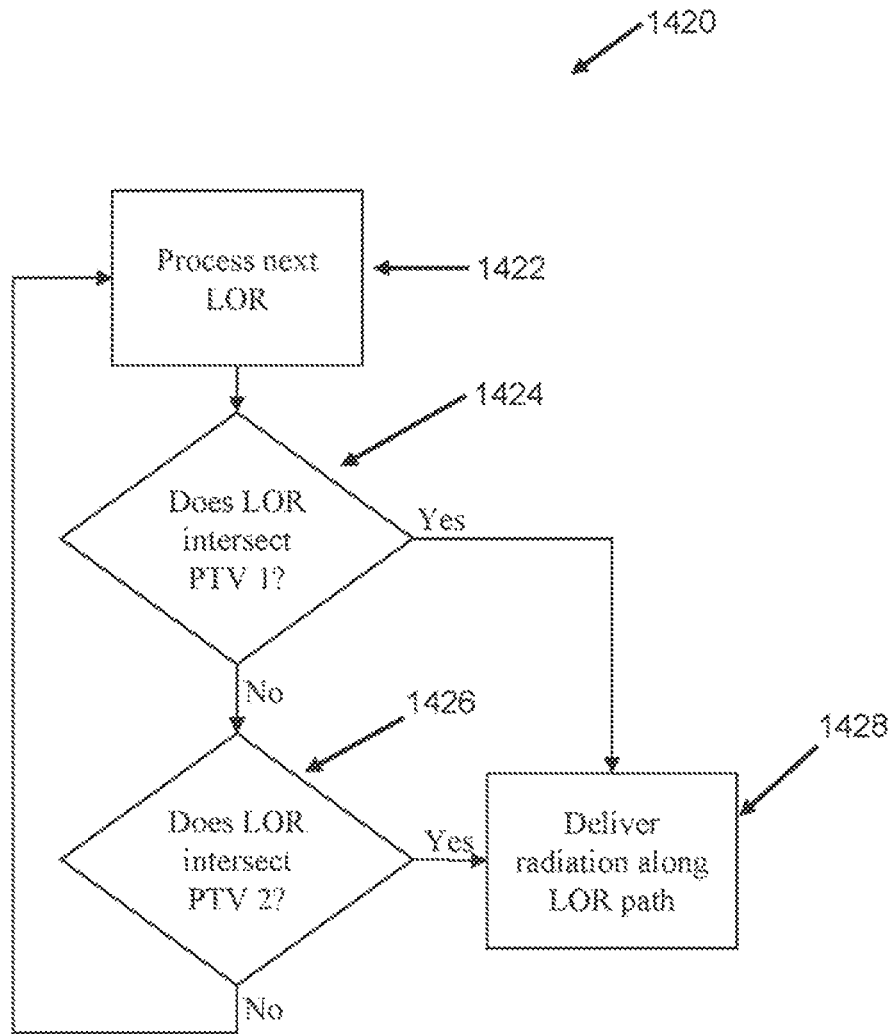 1420
Process next
LOR
1422
1424
Does LOR
intersect
PTV 1?
Yes
No
1426
1428
Does LOR
intersect
PTV 2?
Yes
Deliver
radiation along
LOR path
No